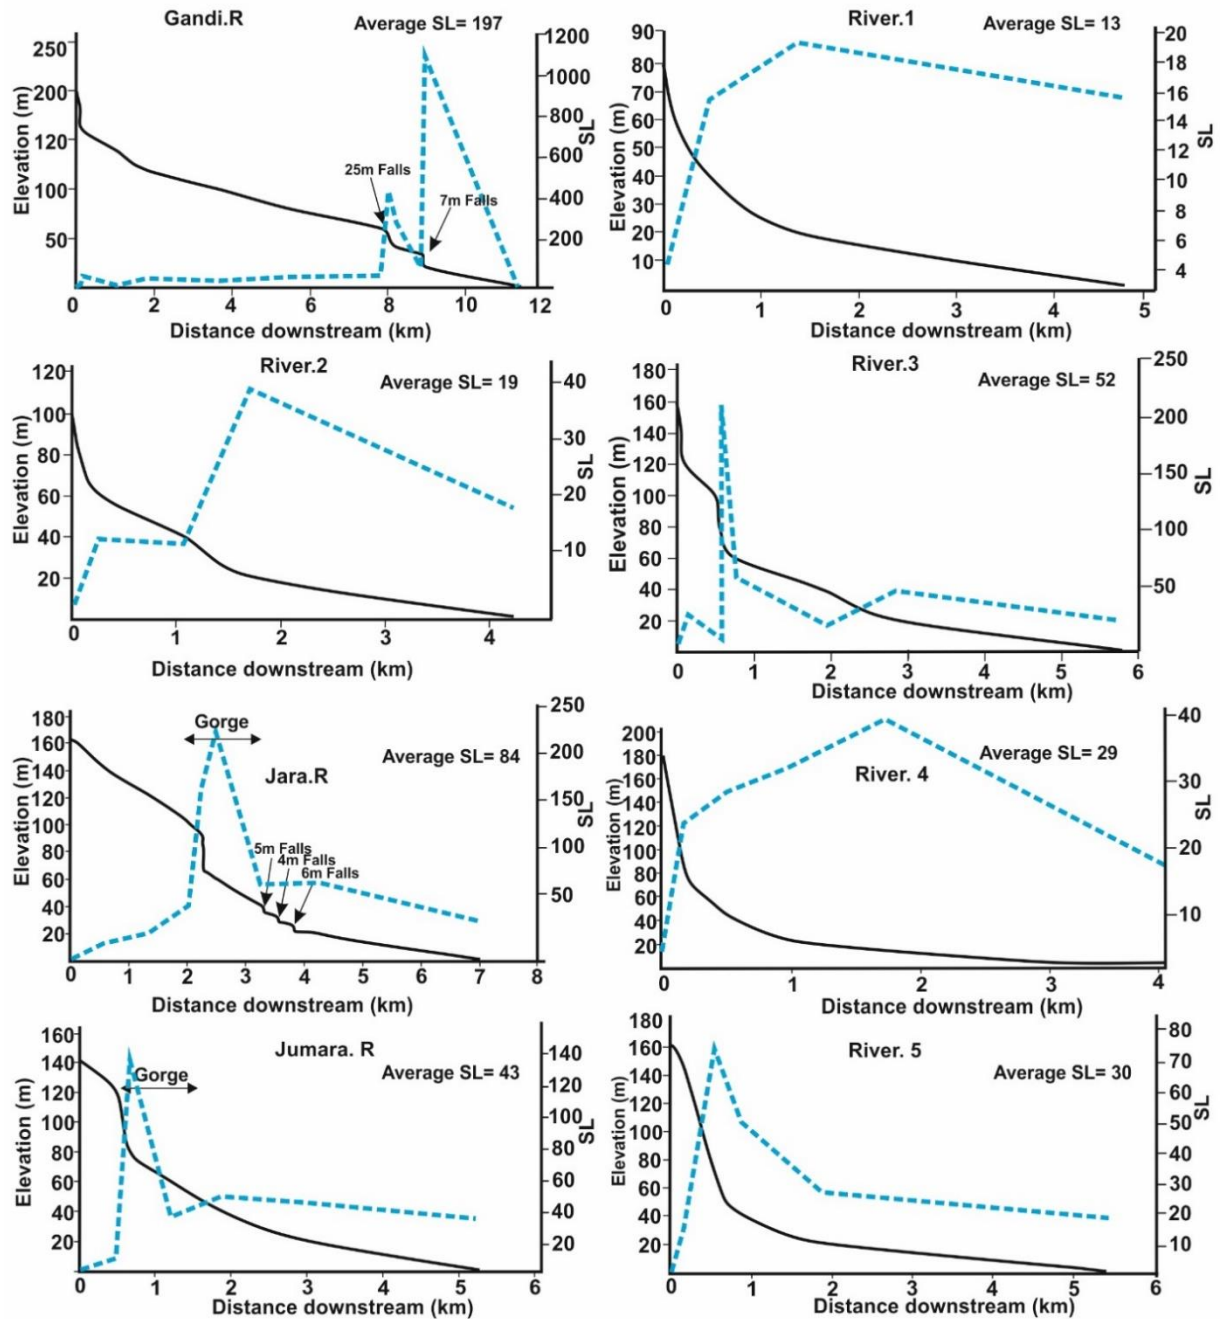 Gandi.R
Average SL= 197
Elevation (m)
250
200
120
100
50
1200
1000
800
600
400
200
SL
25m Falls
7m Falls
0 2 4 6 8 10 12
Distance downstream (km)
River.1
Average SL= 13
Elevation (m)
90
80
70
60
50
40
30
20
10
20
18
16
14
12
10
8
6
4
SL
0 1 2 3 4 5
Distance downstream (km)
River.2
Average SL= 19
Elevation (m)
120
100
80
60
40
20
40
30
20
10
SL
0 1 2 3 4
Distance downstream (km)
River.3
Average SL= 52
Elevation (m)
180
160
140
120
100
80
60
40
20
250
200
150
100
50
SL
0 1 2 3 4 5 6
Distance downstream (km)
Jara.R
Average SL= 84
Gorge
5m Falls
4m Falls
6m Falls
Elevation (m)
180
160
140
120
100
80
60
40
20
250
200
150
100
50
SL
0 1 2 3 4 5 6 7 8
Distance downstream (km)
River. 4
Average SL= 29
Elevation (m)
200
180
160
140
120
100
80
60
40
20
40
30
20
10
SL
0 1 2 3 4
Distance downstream (km)
Jumara. R
Average SL= 43
Gorge
Elevation (m)
160
140
120
100
80
60
40
20
140
120
100
80
60
40
20
SL
0 1 2 3 4 5 6
Distance downstream (km)
River. 5
Average SL= 30
Elevation (m)
180
160
140
120
100
80
60
40
20
80
70
60
50
40
30
20
10
SL
0 1 2 3 4 5 6
Distance downstream (km)